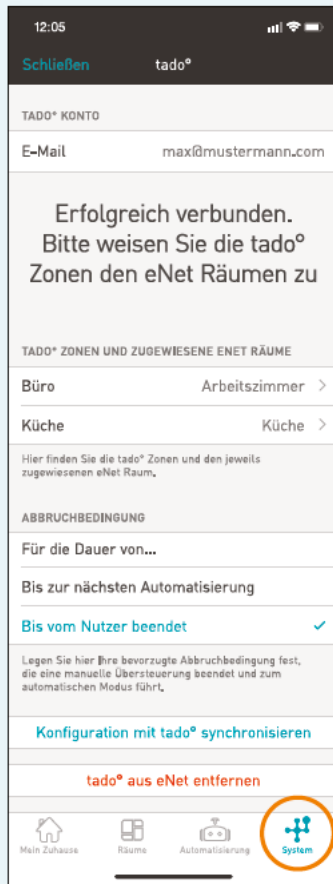 12:05
Schließen
tado°
TADO° KONTO
E-Mail
max@mustermann.com
Erfolgreich verbunden.
Bitte weisen Sie die tado°
Zonen den eNet Räumen zu
TADO° ZONEN UND ZUGEWIESENE ENET RÄUME
Büro
Arbeitszimmer
Küche
Küche
Hier finden Sie die tado° Zonen und den jeweils
zugewiesenen eNet Raum.
ABBRUCHBEDINGUNG
Für die Dauer von...
Bis zur nächsten Automatisierung
Bis vom Nutzer beendet
Legen Sie hier Ihre bevorzugte Abbruchbedingung fest,
die eine manuelle Übersteuerung beendet und zum
automatischen Modus führt.
Konfiguration mit tado° synchronisieren
tado° aus eNet entfernen
Mein Zuhause
Räume
Automatisierung
System